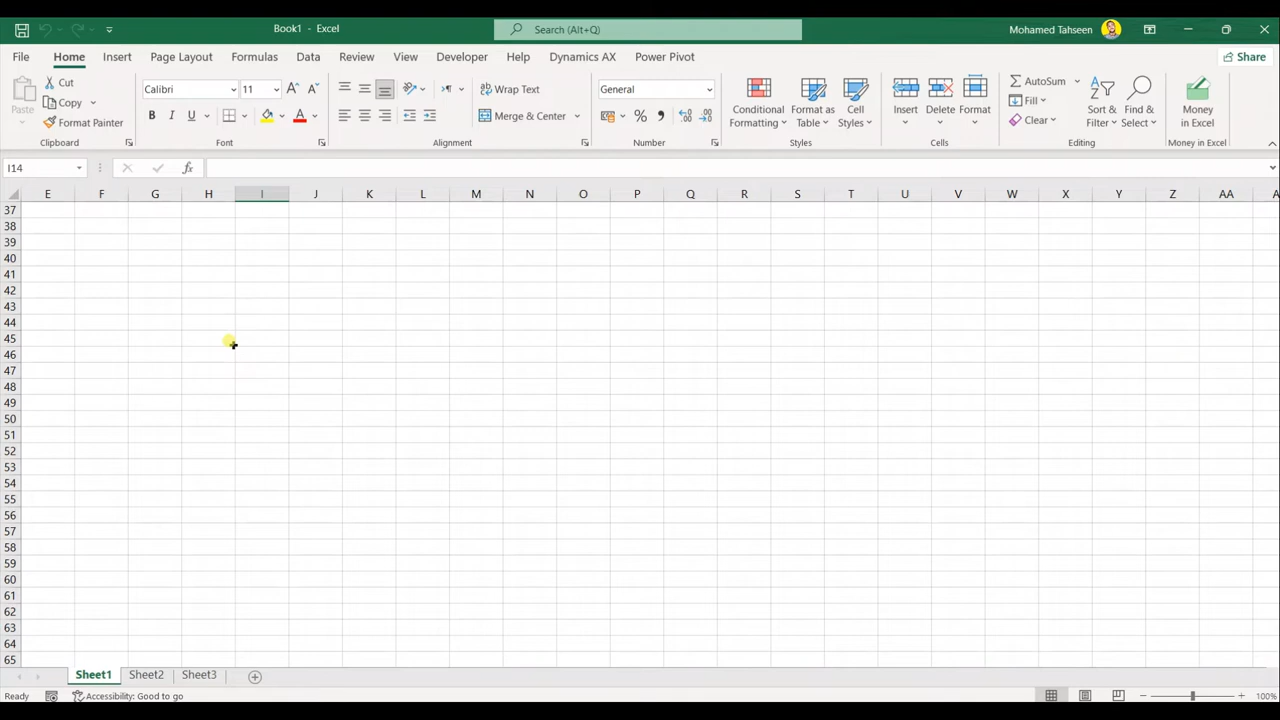 Book1 - Excel
Search (Alt+Q)
Mohamed Tahseen
File Home Insert Page Layout Formulas Data Review View Developer Help Dynamics AX Power Pivot Share
Paste
Cut
Copy
Format Painter
Calibri 11
B I U
Wrap Text
Merge & Center
General
%
Conditional Formatting
Format as Table
Cell Styles
Insert
Delete
Format
AutoSum
Fill
Clear
Sort & Filter
Find & Select
Money in Excel
Clipboard Font Alignment Number Styles Cells Editing Money in Excel
I14 fx
E F G H I J K L M N O P Q R S T U V W X Y Z AA
37
38
39
40
41
42
43
44
45
46
47
48
49
50
51
52
53
54
55
56
57
58
59
60
61
62
63
64
65
Sheet1 Sheet2 Sheet3
Ready Accessibility: Good to go 100%